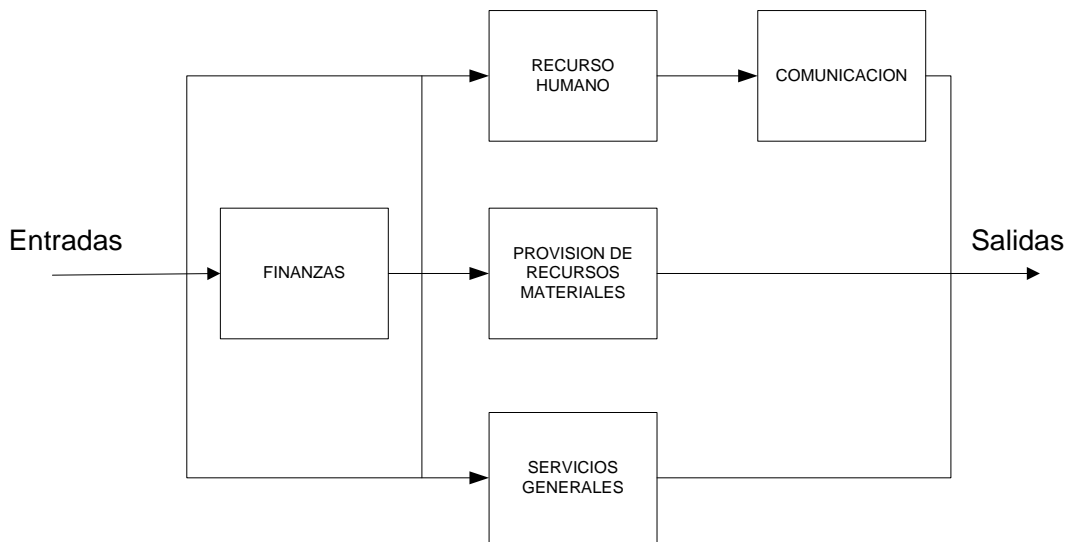 RECURSO
HUMANO
COMUNICACION
Entradas
FINANZAS
PROVISION DE
RECURSOS
MATERIALES
Salidas
SERVICIOS
GENERALES